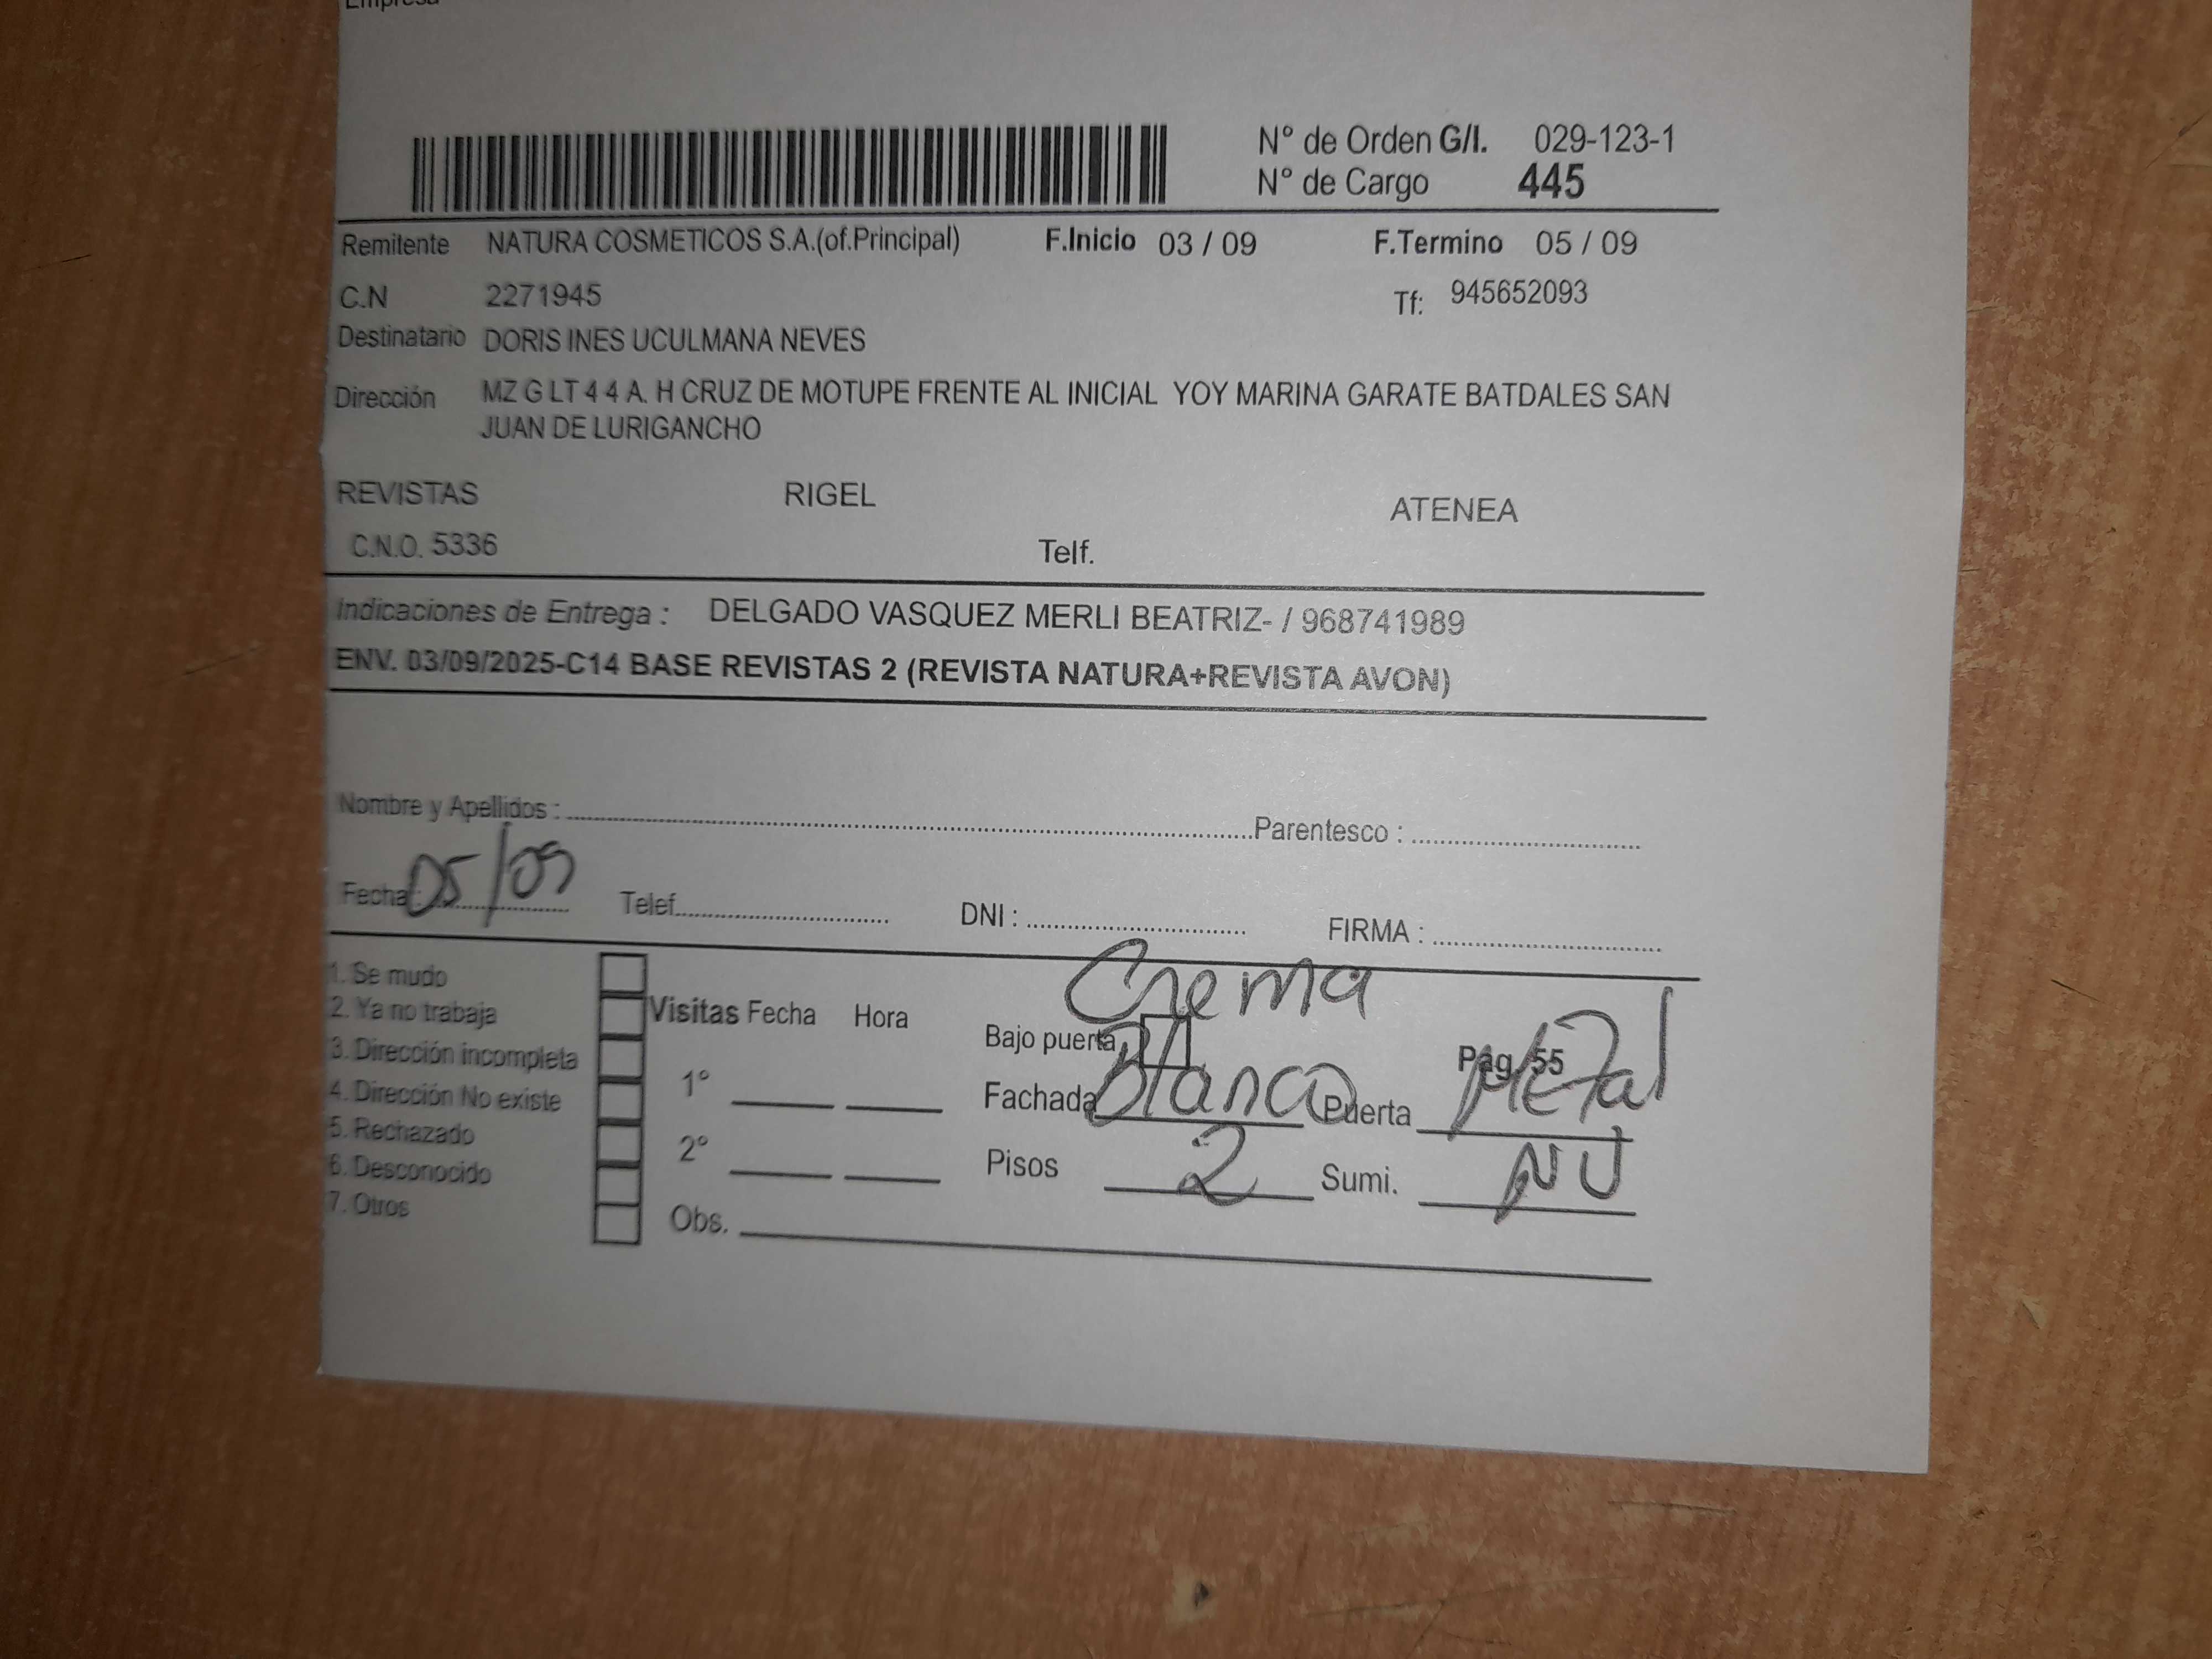 Empresa
N° de Orden G/I. 029-123-1
N° de Cargo 445
Remitente NATURA COSMETICOS S.A.(of.Principal) F.Inicio 03 / 09 F.Termino 05 / 09
C.N 2271945 Tf: 945652093
Destinatario DORIS INES UCULMANA NEVES
Dirección MZ G LT 4 4 A. H CRUZ DE MOTUPE FRENTE AL INICIAL YOY MARINA GARATE BATDALES SAN
JUAN DE LURIGANCHO
REVISTAS RIGEL ATENEA
C.N.O. 5336 Telf.
Indicaciones de Entrega : DELGADO VASQUEZ MERLI BEATRIZ- / 968741989
ENV. 03/09/2025-C14 BASE REVISTAS 2 (REVISTA NATURA+REVISTA AVON)
Nombre y Apellidos : Parentesco :
Fecha : 05/09 Telef. DNI : FIRMA :
1. Se mudo
2. Ya no trabaja
3. Dirección incompleta
4. Dirección No existe
5. Rechazado
6. Desconocido
7. Otros
Visitas Fecha Hora
1°
2°
Obs.
Crema
Bajo puerta Pág. 55
Fachada Blanco Puerta Metal
Pisos 2 Sumi. NU